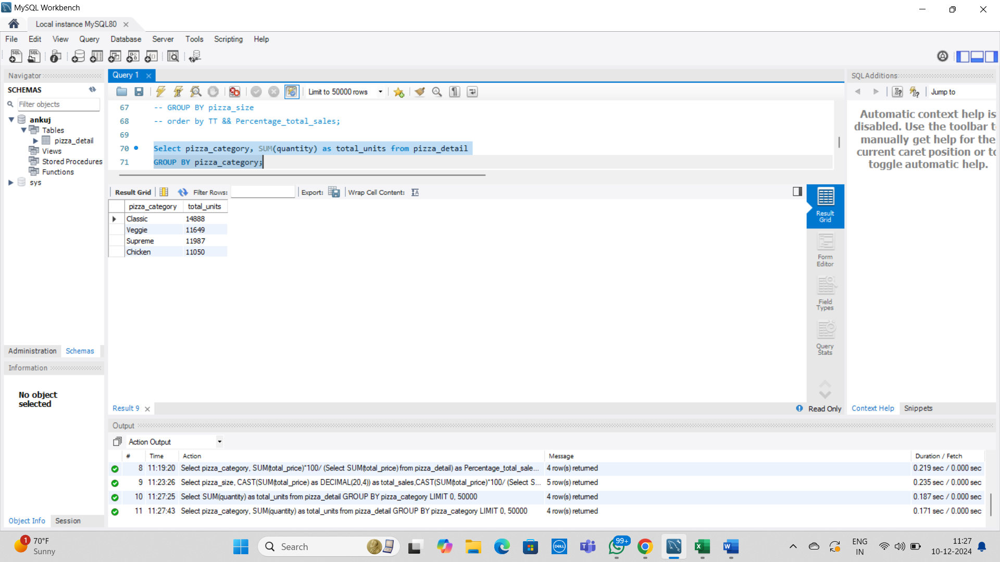 MySQL Workbench
Local instance MySQL80
File Edit View Query Database Server Tools Scripting Help
Navigator
SCHEMAS
Filter objects
ankuj
Tables
pizza_detail
Views
Stored Procedures
Functions
sys
Administration Schemas
Information
No object
selected
Object Info Session
Query 1
Limit to 50000 rows
67 -- GROUP BY pizza_size
68 -- order by TT && Percentage_total_sales;
69
70 Select pizza_category, SUM(quantity) as total_units from pizza_detail
71 GROUP BY pizza_category;
Result Grid Filter Rows: Export: Wrap Cell Content:
pizza_category total_units
Classic 14888
Veggie 11649
Supreme 11987
Chicken 11050
Result
Grid
Form
Editor
Field
Types
Query
Stats
Result 9
Read Only
SQLAdditions
Jump to
Automatic context help is
disabled. Use the toolbar t
manually get help for the
current caret position or to
toggle automatic help.
Context Help Snippets
Output
Action Output
# Time Action Message Duration / Fetch
8 11:19:20 Select pizza_category, SUM(total_price)*100/ (Select SUM(total_price) from pizza_detail) as Percentage_total_sale... 4 row(s) returned 0.219 sec / 0.000 sec
9 11:23:26 Select pizza_size, CAST(SUM(total_price) as DECIMAL(20,4)) as total_sales,CAST(SUM(total_price)*100/ (Select S... 5 row(s) returned 0.235 sec / 0.000 sec
10 11:27:25 Select SUM(quantity) as total_units from pizza_detail GROUP BY pizza_category LIMIT 0, 50000 4 row(s) returned 0.187 sec / 0.000 sec
11 11:27:43 Select pizza_category, SUM(quantity) as total_units from pizza_detail GROUP BY pizza_category LIMIT 0, 50000 4 row(s) returned 0.171 sec / 0.000 sec
1
70°F
Sunny
Search
DELL
99+
ENG
IN
11:27
10-12-2024